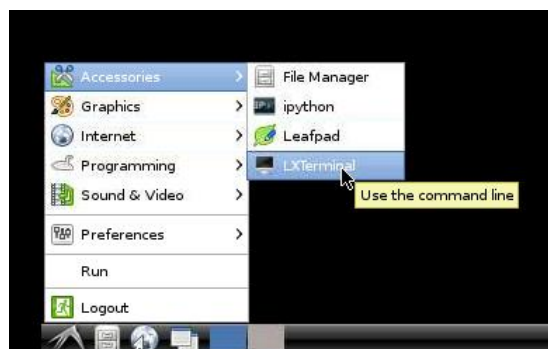 Accessories
Graphics
Internet
Programming
Sound & Video
Preferences
Run
Logout
File Manager
ipython
Leafpad
LXTerminal
Use the command line